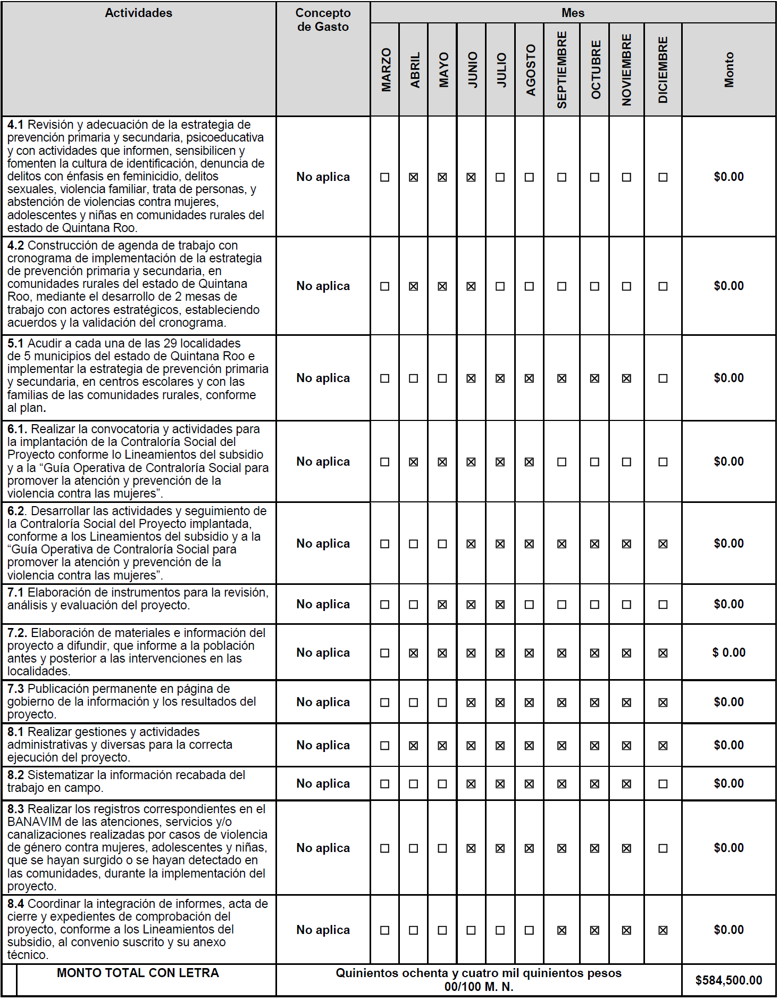 Actividades
Concepto
de Gasto
Mes
MARZO
ABRIL
MAYO
JUNIO
JULIO
AGOSTO
SEPTIEMBRE
OCTUBRE
NOVIEMBRE
DICIEMBRE
Monto
4.1 Revisión y adecuación de la estrategia de
prevención primaria y secundaria, psicoeducativa
y con actividades que informen, sensibilicen y
fomenten la cultura de identificación, denuncia de
delitos con énfasis en feminicidio, delitos
sexuales, violencia familiar, trata de personas, y
abstención de violencias contra mujeres,
adolescentes y niñas en comunidades rurales del
estado de Quintana Roo.
No aplica ☐ ☒ ☒ ☒ ☐ ☐ ☐ ☐ ☐ ☐ $0.00
4.2 Construcción de agenda de trabajo con
cronograma de implementación de la estrategia
de prevención primaria y secundaria, en
comunidades rurales del estado de Quintana
Roo, mediante el desarrollo de 2 mesas de
trabajo con actores estratégicos, estableciendo
acuerdos y la validación del cronograma.
No aplica ☐ ☒ ☒ ☒ ☐ ☐ ☐ ☐ ☐ ☐ $0.00
5.1 Acudir a cada una de las 29 localidades
de 5 municipios del estado de Quintana Roo e
implementar la estrategia de prevención primaria
y secundaria, en centros escolares y con las
familias de las comunidades rurales, conforme
al plan.
No aplica ☐ ☐ ☐ ☒ ☒ ☒ ☒ ☒ ☒ ☐ $0.00
6.1. Realizar la convocatoria y actividades para
la implantación de la Contraloría Social del
Proyecto conforme lo Lineamientos del subsidio
y a la “Guía Operativa de Contraloría Social para
promover la atención y prevención de la
violencia contra las mujeres”.
No aplica ☐ ☒ ☒ ☒ ☒ ☒ ☐ ☐ ☐ ☐ $0.00
6.2. Desarrollar las actividades y seguimiento de
la Contraloría Social del Proyecto implantada,
conforme a los Lineamientos del subsidio y a la
“Guía Operativa de Contraloría Social para
promover la atención y prevención de la
violencia contra las mujeres”.
No aplica ☐ ☐ ☐ ☒ ☒ ☒ ☒ ☒ ☒ ☒ $0.00
7.1 Elaboración de instrumentos para la revisión,
análisis y evaluación del proyecto.
No aplica ☐ ☐ ☒ ☒ ☒ ☐ ☐ ☐ ☐ ☐ $0.00
7.2. Elaboración de materiales e información del
proyecto a difundir, que informe a la población
antes y posterior a las intervenciones en las
localidades.
No aplica ☐ ☒ ☒ ☒ ☒ ☒ ☒ ☒ ☒ ☒ $ 0.00
7.3 Publicación permanente en página de
gobierno de la información y los resultados del
proyecto.
No aplica ☐ ☐ ☐ ☒ ☒ ☒ ☒ ☒ ☒ ☒ $0.00
8.1 Realizar gestiones y actividades
administrativas y diversas para la correcta
ejecución del proyecto.
No aplica ☐ ☒ ☒ ☒ ☒ ☒ ☒ ☒ ☒ ☒ $0.00
8.2 Sistematizar la información recabada del
trabajo en campo.
No aplica ☐ ☐ ☐ ☒ ☒ ☒ ☒ ☒ ☒ ☐ $0.00
8.3 Realizar los registros correspondientes en el
BANAVIM de las atenciones, servicios y/o
canalizaciones realizadas por casos de violencia
de género contra mujeres, adolescentes y niñas,
que se hayan surgido o se hayan detectado en
las comunidades, durante la implementación del
proyecto.
No aplica ☐ ☐ ☐ ☒ ☒ ☒ ☒ ☒ ☒ ☐ $0.00
8.4 Coordinar la integración de informes, acta de
cierre y expedientes de comprobación del
proyecto, conforme a los Lineamientos del
subsidio, al convenio suscrito y su anexo
técnico.
No aplica ☐ ☐ ☐ ☐ ☐ ☐ ☒ ☒ ☒ ☒ $0.00
MONTO TOTAL CON LETRA
Quinientos ochenta y cuatro mil quinientos pesos
00/100 M. N.
$584,500.00